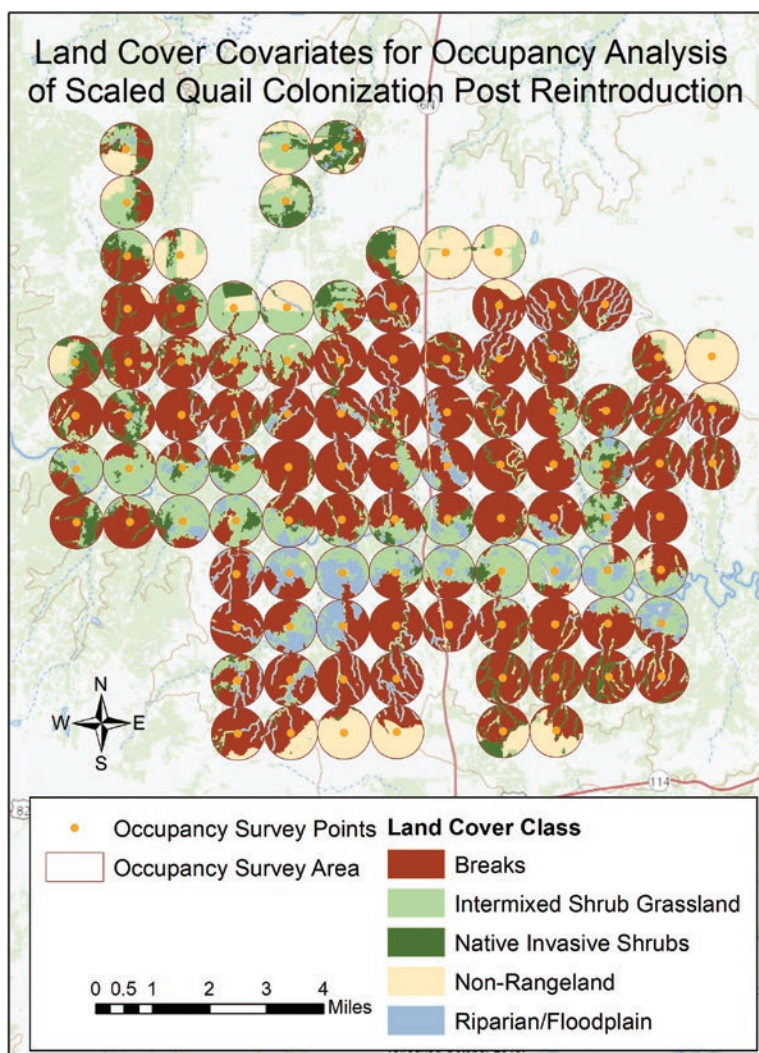 Land Cover Covariates for Occupancy Analysis
of Scaled Quail Colonization Post Reintroduction
N
W E
S
114
82
Occupancy Survey Points
Occupancy Survey Area
0 0.5 1 2 3 4
Miles
Land Cover Class
Breaks
Intermixed Shrub Grassland
Native Invasive Shrubs
Non-Rangeland
Riparian/Floodplain